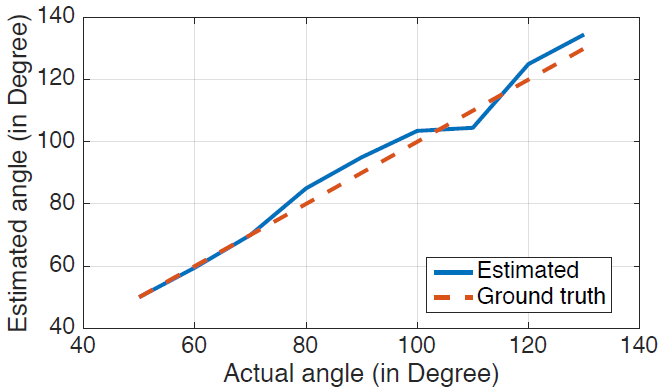 Estimated angle (in Degree)
140
120
100
80
60
40
40 60 80 100 120 140
Actual angle (in Degree)
Estimated
Ground truth